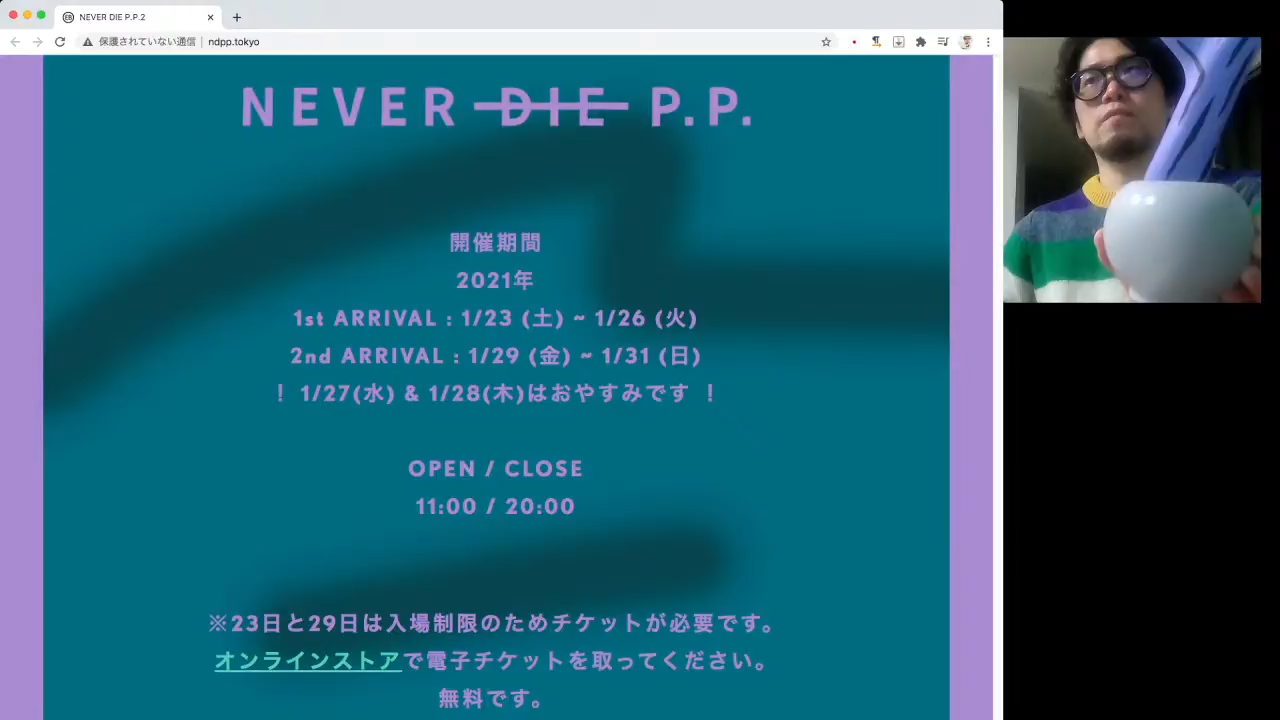 NEVER DIE P.P.2
保護されていない通信
ndpp.tokyo
NEVER DIE P.P.
開催期間
2021年
1st ARRIVAL : 1/23 (土) ~ 1/26 (火)
2nd ARRIVAL : 1/29 (金) ~ 1/31 (日)
! 1/27(水) & 1/28(木)はおやすみです !
OPEN / CLOSE
11:00 / 20:00
※23日と29日は入場制限のためチケットが必要です。
オンラインストアで電子チケットを取ってください。
無料です。